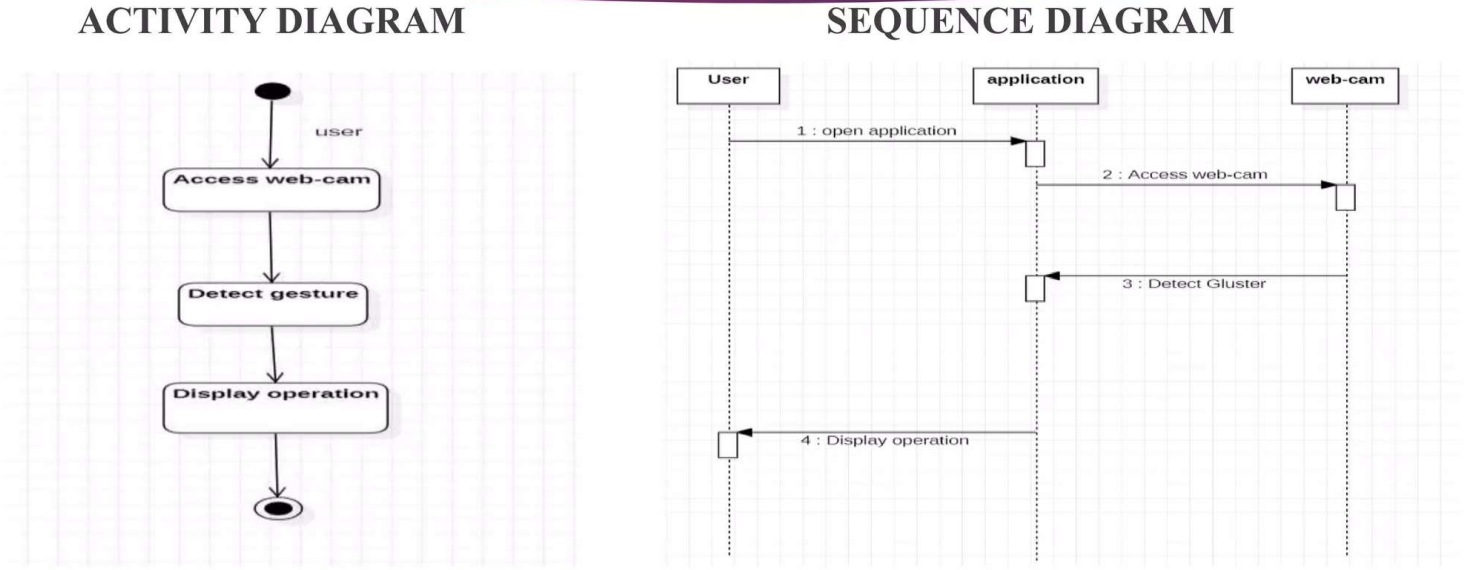 ACTIVITY DIAGRAM
user
Access web-cam
Detect gesture
Display operation
SEQUENCE DIAGRAM
User
application
web-cam
1 : open application
2 : Access web-cam
3 : Detect Gluster
4 : Display operation